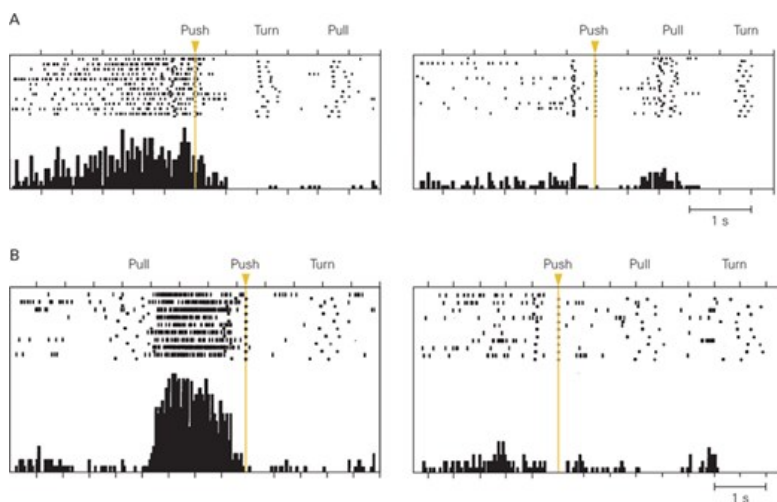 A
Push Turn Pull
Push Pull Turn
1 s
B
Pull Push Turn
Push Pull Turn
1 s